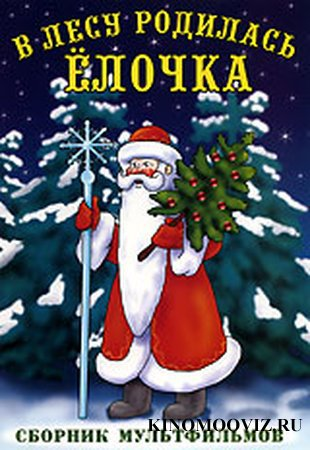 В ЛЕСУ РОДИЛАСЬ
ЁЛОЧКА
KINOMOOVIZ.RU
СБОРНИК МУЛЬТФИЛЬМОВ